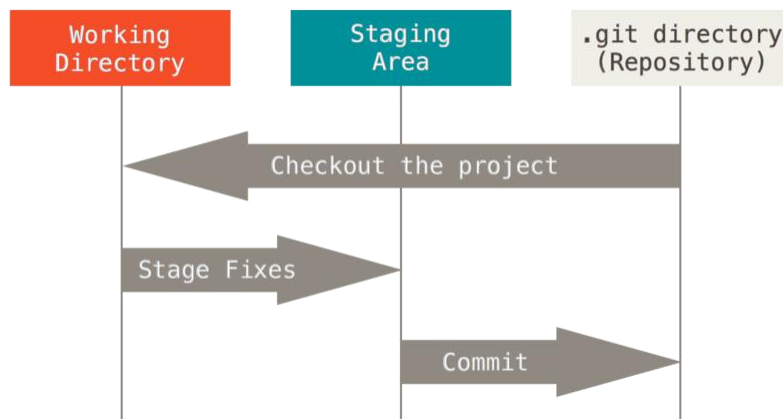 Working
Directory
Staging
Area
.git directory
(Repository)
Checkout the project
Stage Fixes
Commit